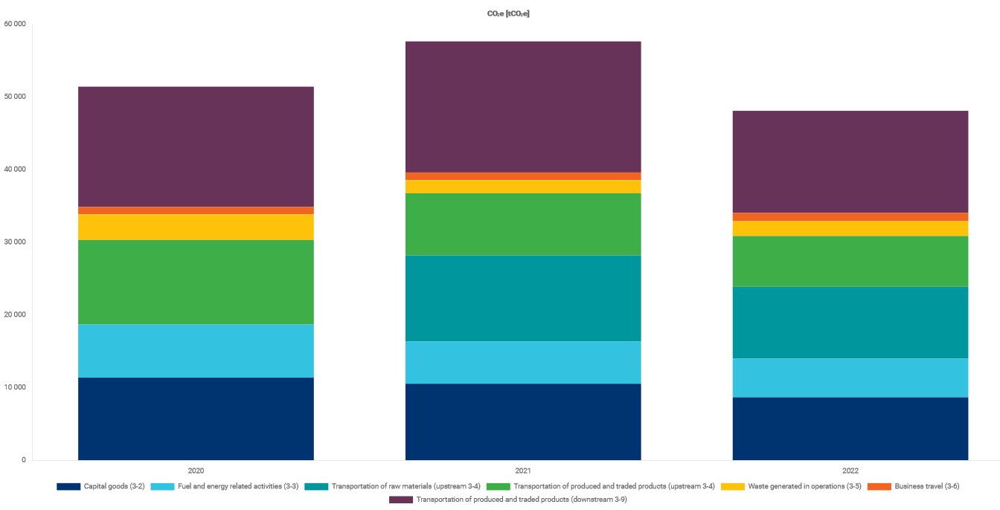 CO₂e [tCO₂e]
60 000
50 000
40 000
30 000
20 000
10 000
0
2020 2021 2022
Capital goods (3-2) Fuel and energy related activities (3-3) Transportation of raw materials (upstream 3-4) Transportation of produced and traded products (upstream 3-4) Waste generated in operations (3-5) Business travel (3-6)
Transportation of produced and traded products (downstream 3-9)